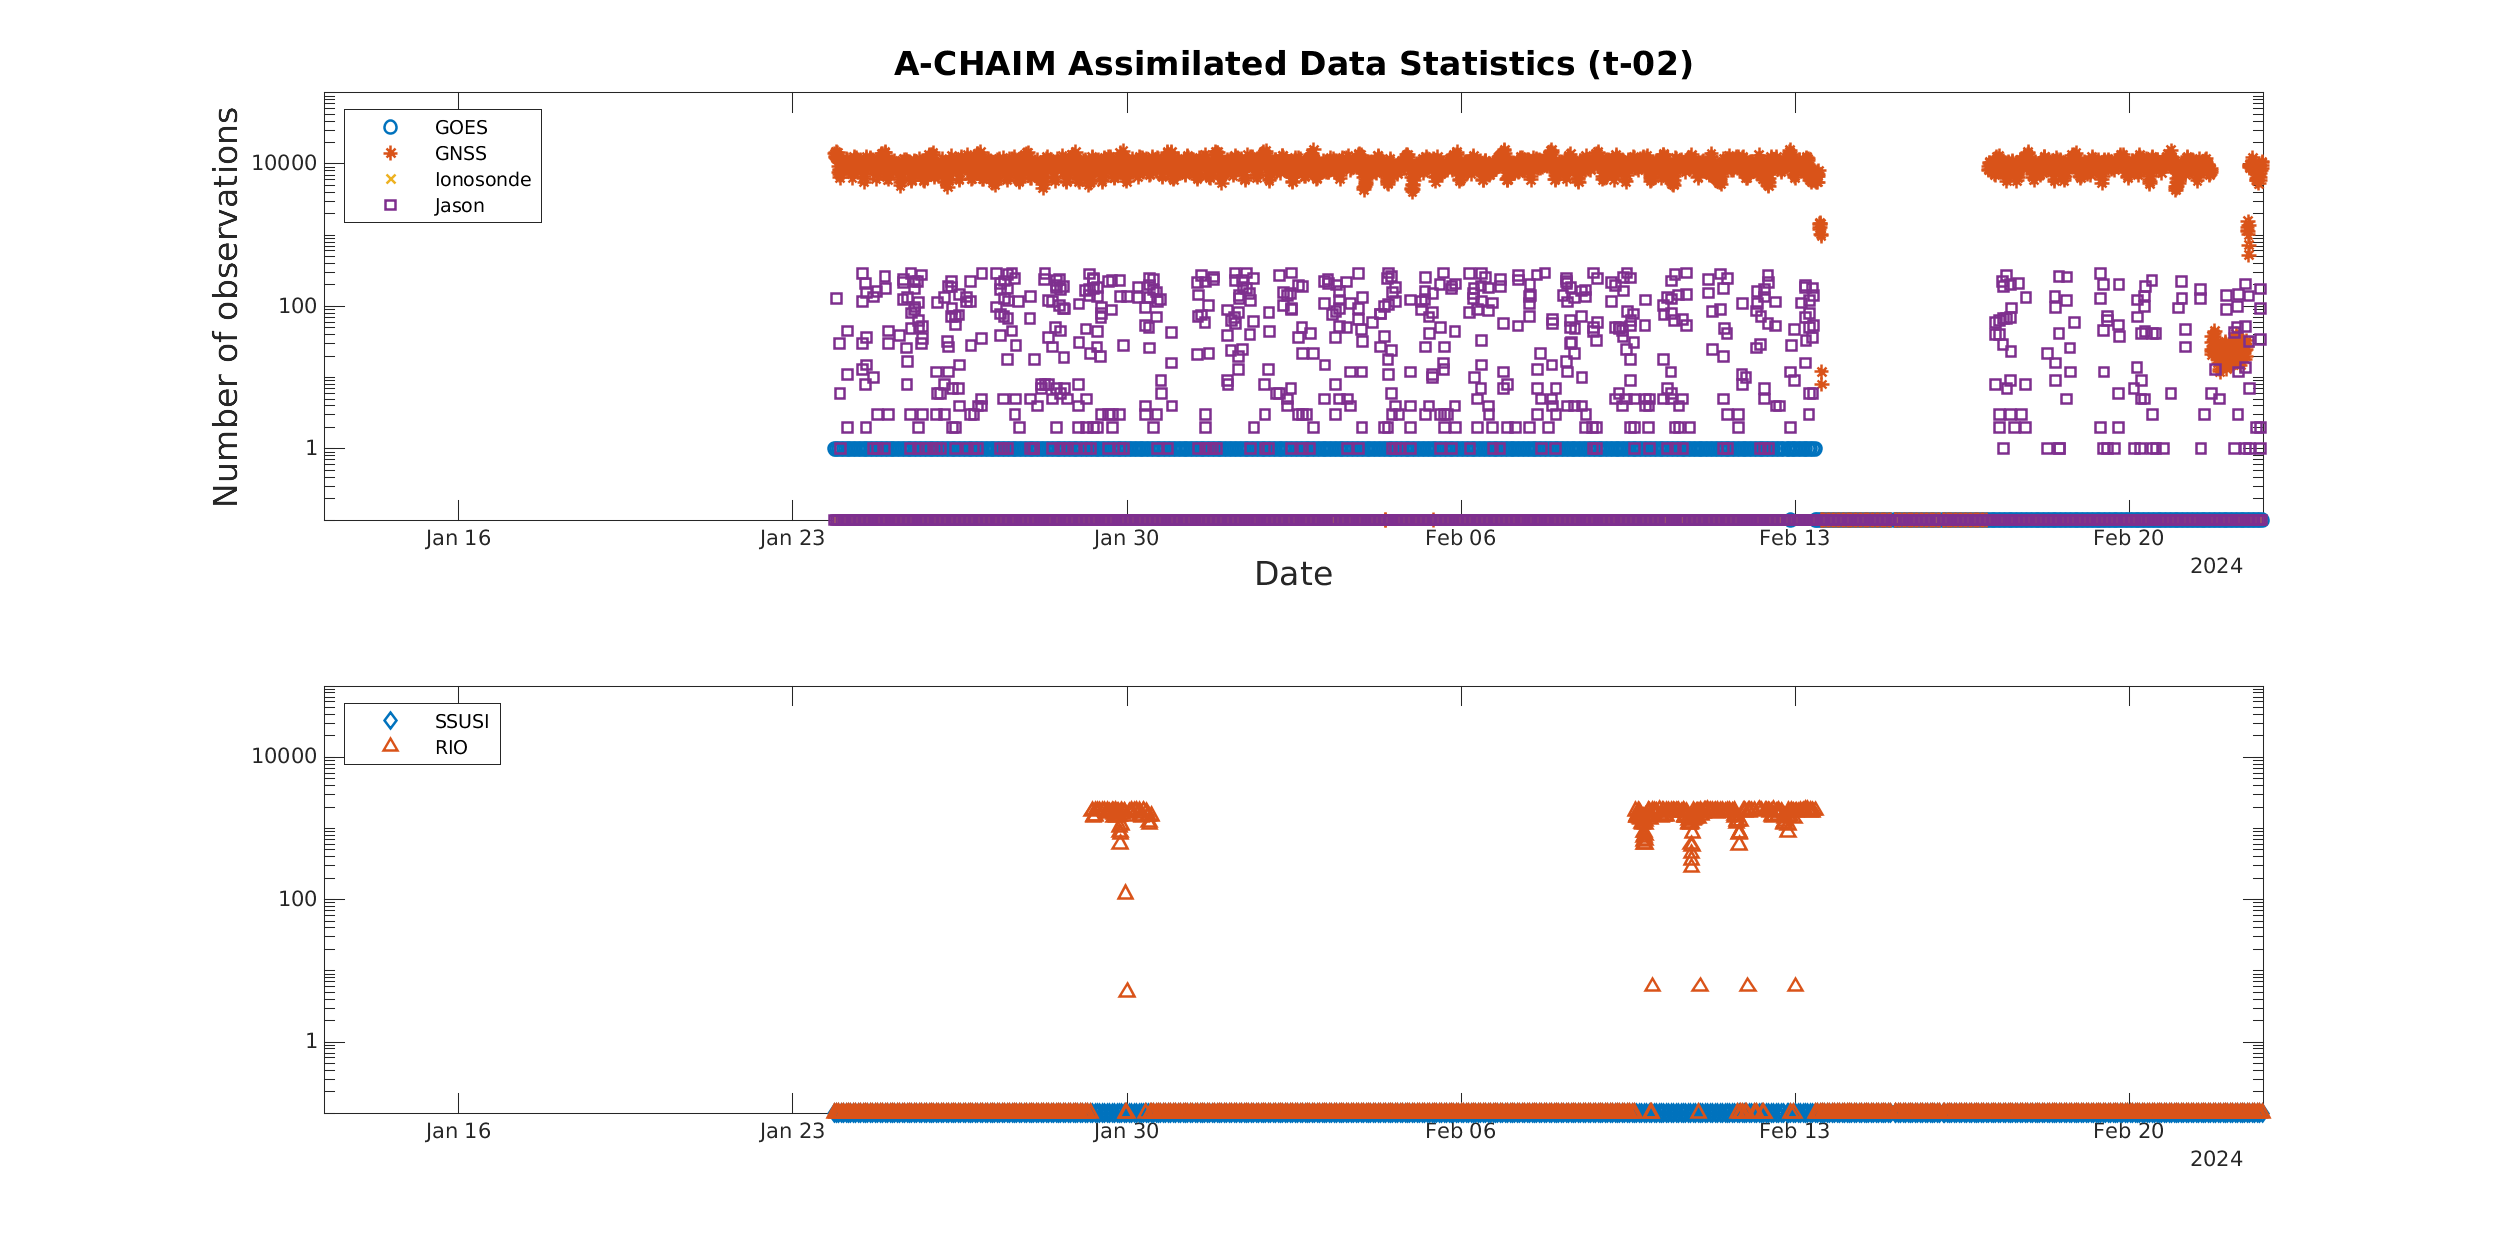 A-CHAIM Assimilated Data Statistics (t-02)
Number of observations
10000
100
1
GOES
GNSS
Ionosonde
Jason
Jan 16
Jan 23
Jan 30
Feb 06
Feb 13
Feb 20
2024
Date
10000
100
1
SSUSI
RIO
Jan 16
Jan 23
Jan 30
Feb 06
Feb 13
Feb 20
2024